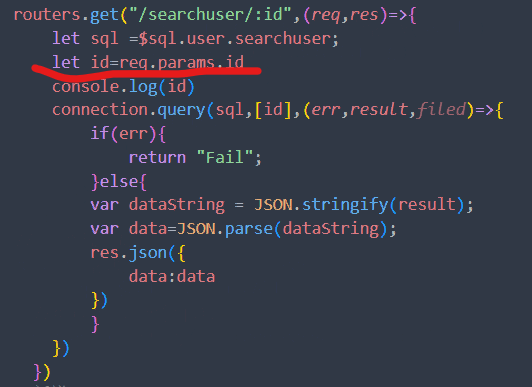 routers.get("/searchuser/:id",(req,res)=>{
let sql =$sql.user.searchuser;
let id=req.params.id
console.log(id)
connection.query(sql,[id],(err,result,filed)=>{
if(err){
return "Fail";
}else{
var dataString = JSON.stringify(result);
var data=JSON.parse(dataString);
res.json({
data:data
})
}
})
})